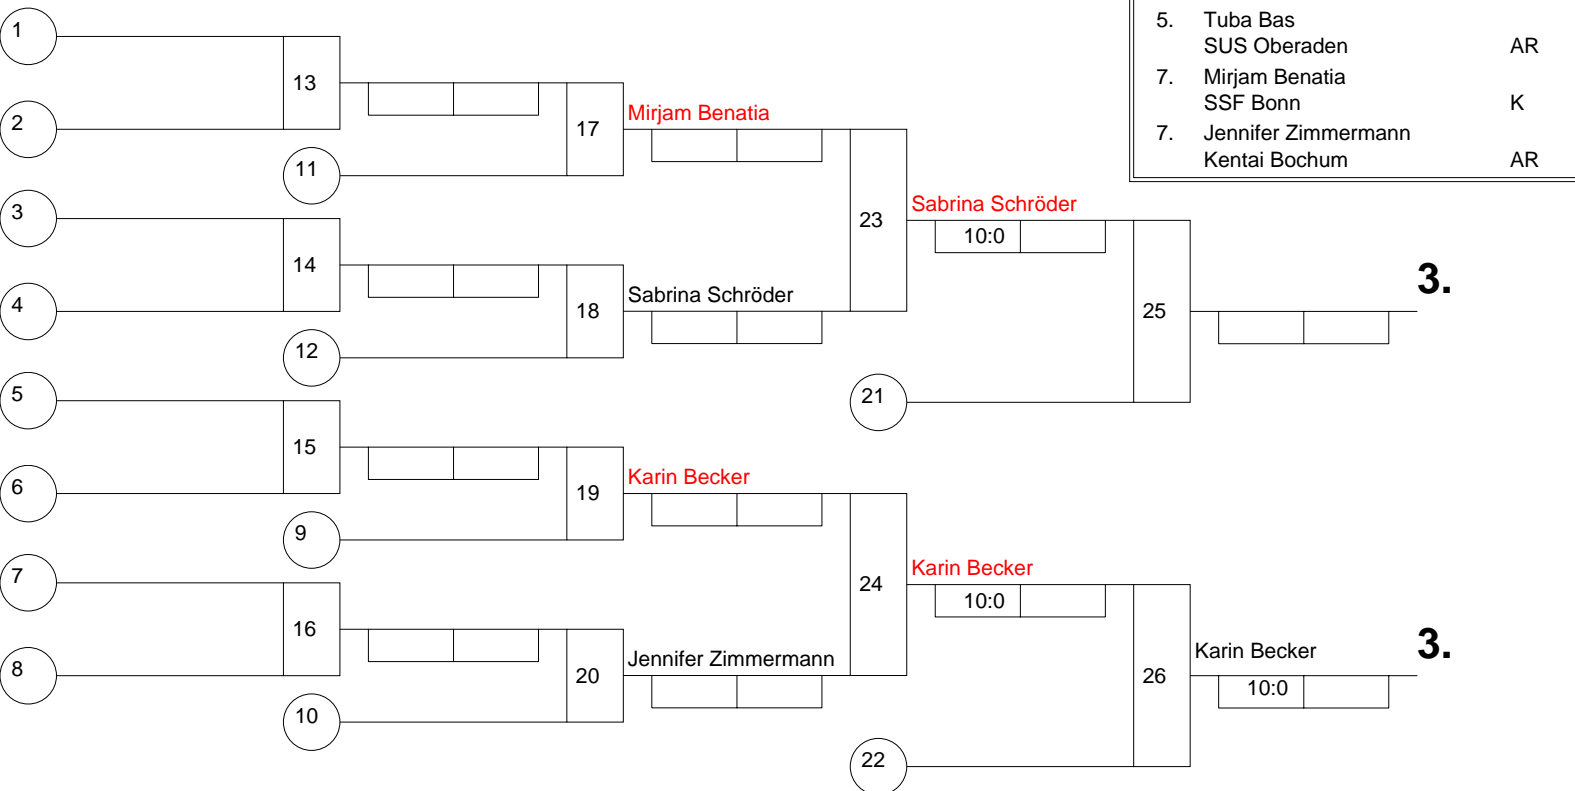 5. Tuba Bas
SUS Oberaden AR
7. Mirjam Benatia
SSF Bonn K
7. Jennifer Zimmermann
Kentai Bochum AR
1
13
2
17
Mirjam Benatia
11
3
23
Sabrina Schröder
10:0
14
4
18
Sabrina Schröder
25
3.
12
5
21
15
6
19
Karin Becker
9
7
24
Karin Becker
10:0
16
8
20
Jennifer Zimmermann
26
Karin Becker
3.
10:0
10
22